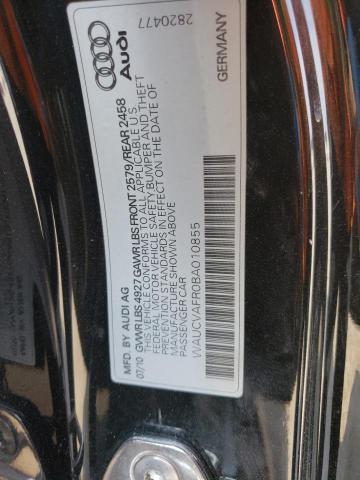 MFD. BY AUDI AG
07/10 GVWR LBS 4927 GAWR LBS FRONT 2579/REAR 2458
THIS VEHICLE CONFORMS TO ALL APPLICABLE U.S.
FEDERAL MOTOR VEHICLE SAFETY BUMPER AND THEFT
PREVENTION STANDARDS IN EFFECT ON THE DATE OF
MANUFACTURE SHOWN ABOVE
PASSENGER CAR
WAUCVAFR0BA010855
Audi
2820477
GERMANY